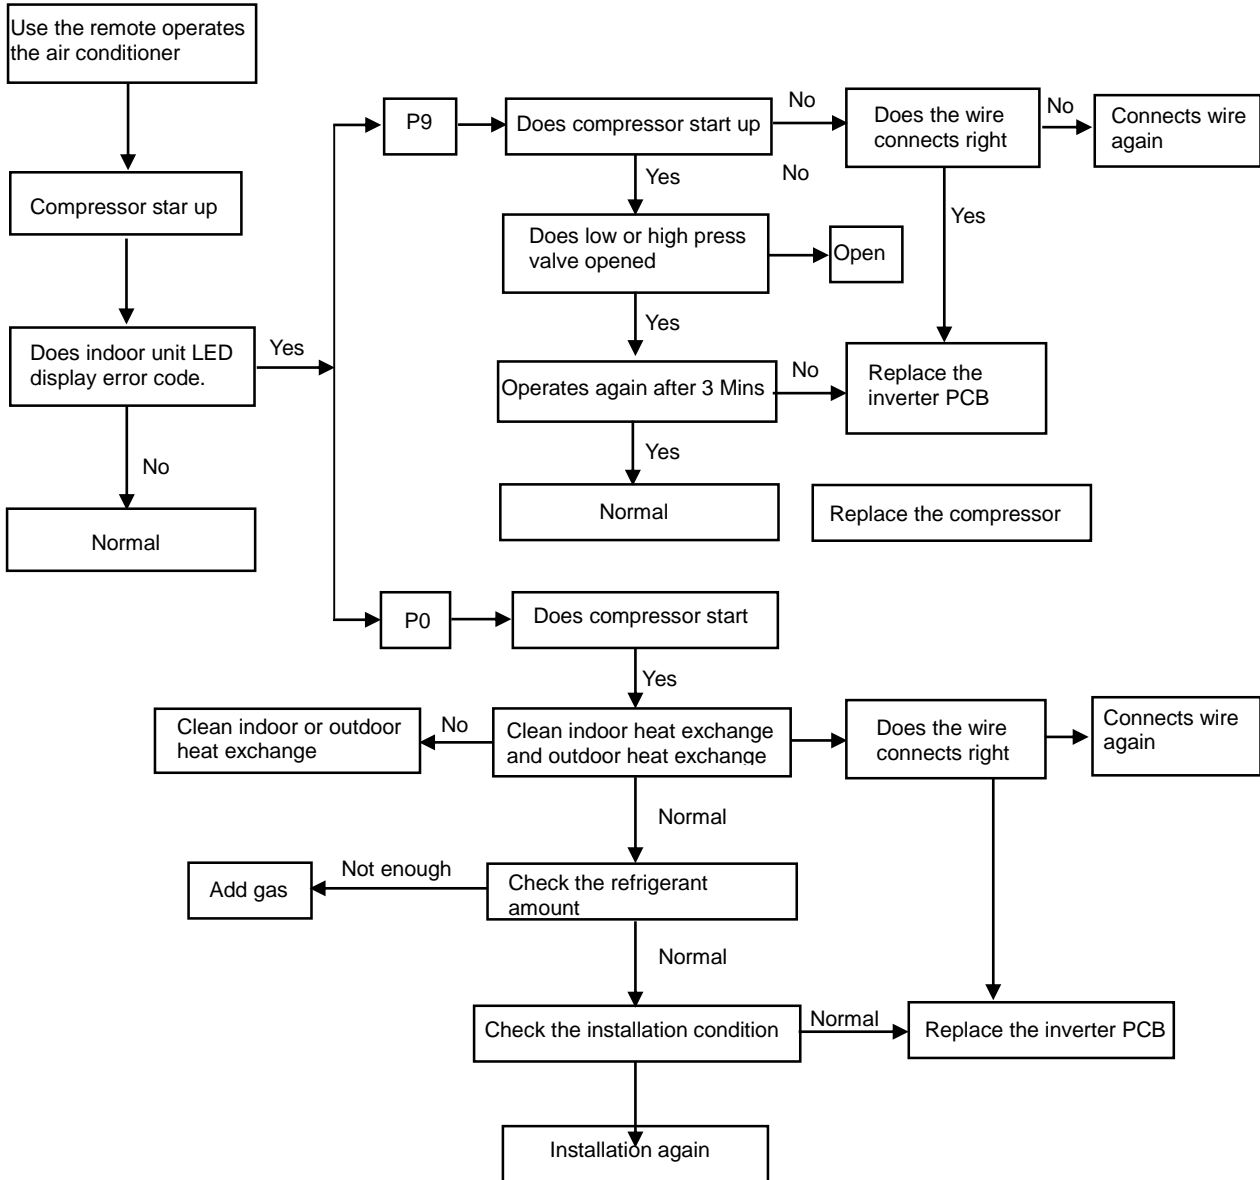 Use the remote operates
the air conditioner
Compressor star up
Does indoor unit LED
display error code.
Yes
No
Normal
P9
Does compressor start up
No
Does the wire
connects right
No
Connects wire
again
Yes
No
Yes
Does low or high press
valve opened
Open
Yes
Operates again after 3 Mins
No
Replace the
inverter PCB
Yes
Normal
Replace the compressor
P0
Does compressor start
Yes
Clean indoor or outdoor
heat exchange
No
Clean indoor heat exchange
and outdoor heat exchange
Does the wire
connects right
Connects wire
again
Normal
Add gas
Not enough
Check the refrigerant
amount
Normal
Check the installation condition
Normal
Replace the inverter PCB
Installation again